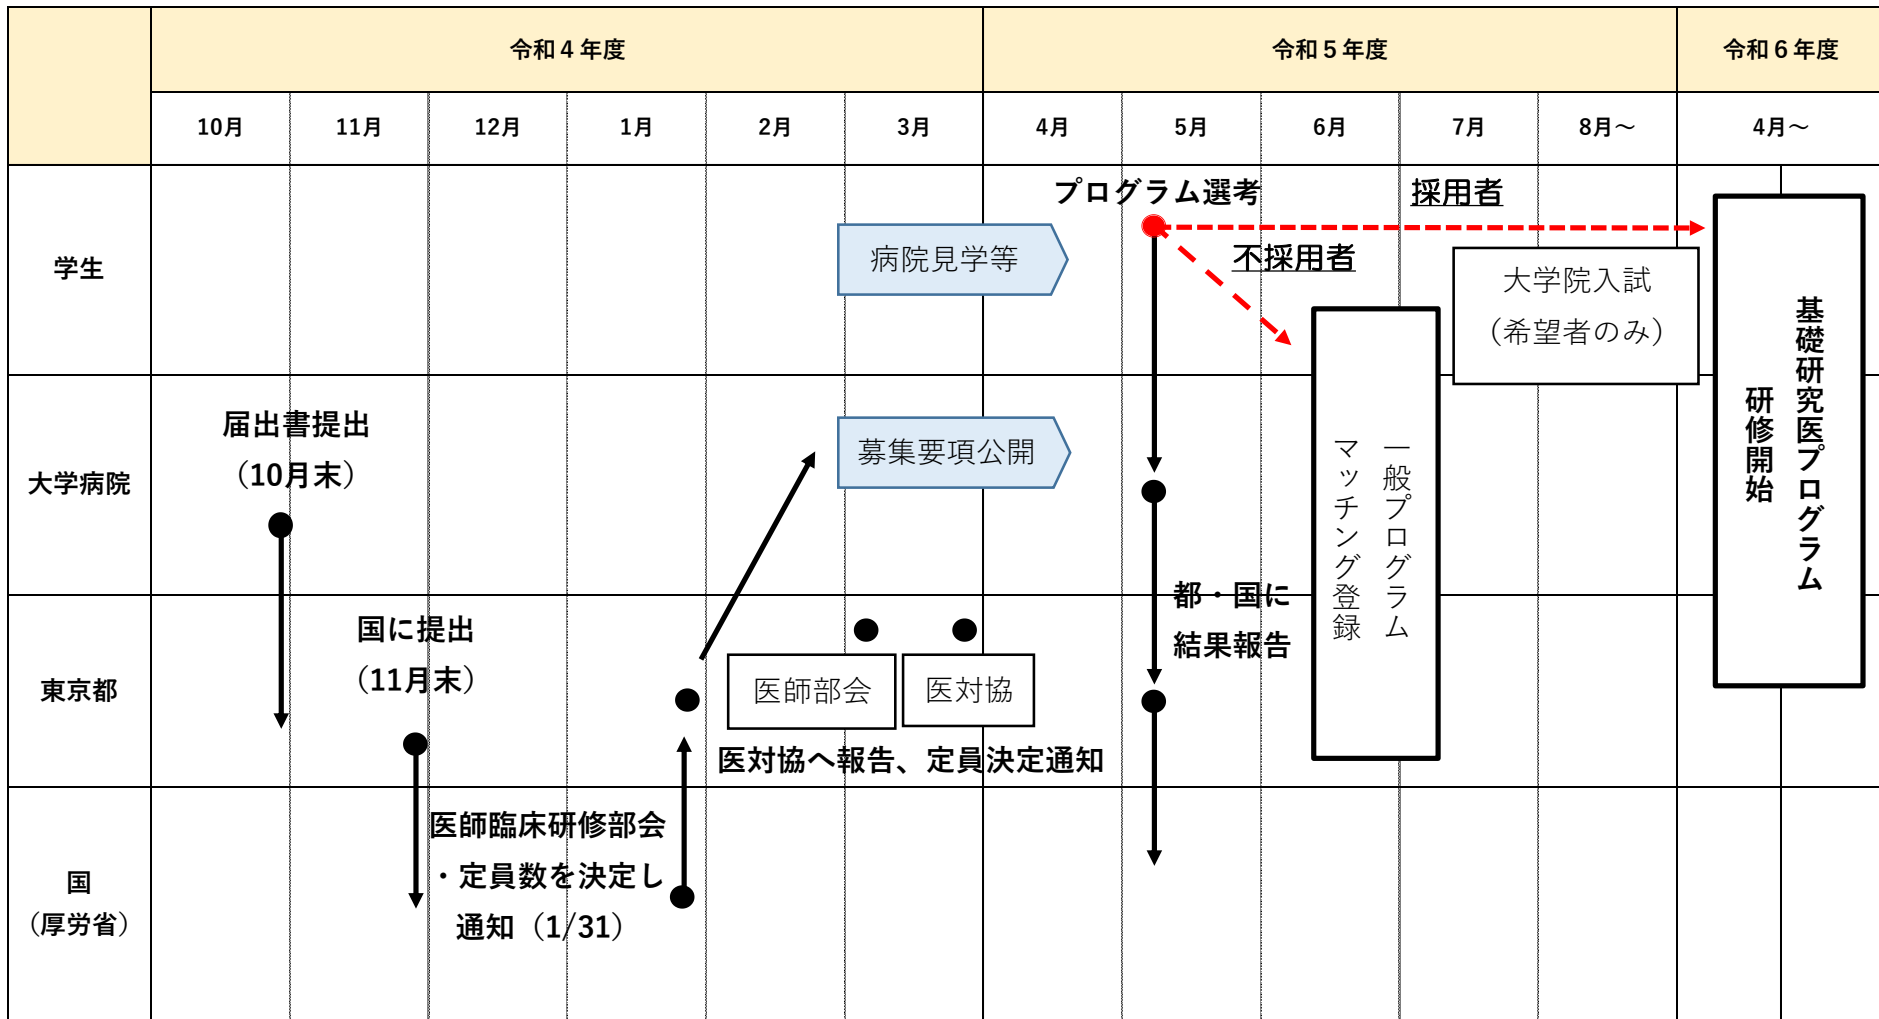 令和４年度
令和５年度
令和６年度
10月
11月
12月
1月
2月
3月
4月
5月
6月
7月
8月～
4月～
学生
プログラム選考
採用者
不採用者
病院見学等
大学院入試
（希望者のみ）
基礎研究医プログラム
研修開始
大学病院
届出書提出
（10月末）
募集要項公開
一般プログラム
マッチング登録
東京都
国に提出
（11月末）
医師部会
医対協
医対協へ報告、定員決定通知
都・国に
結果報告
国
（厚労省）
医師臨床研修部会
・定員数を決定し
通知（1/31）